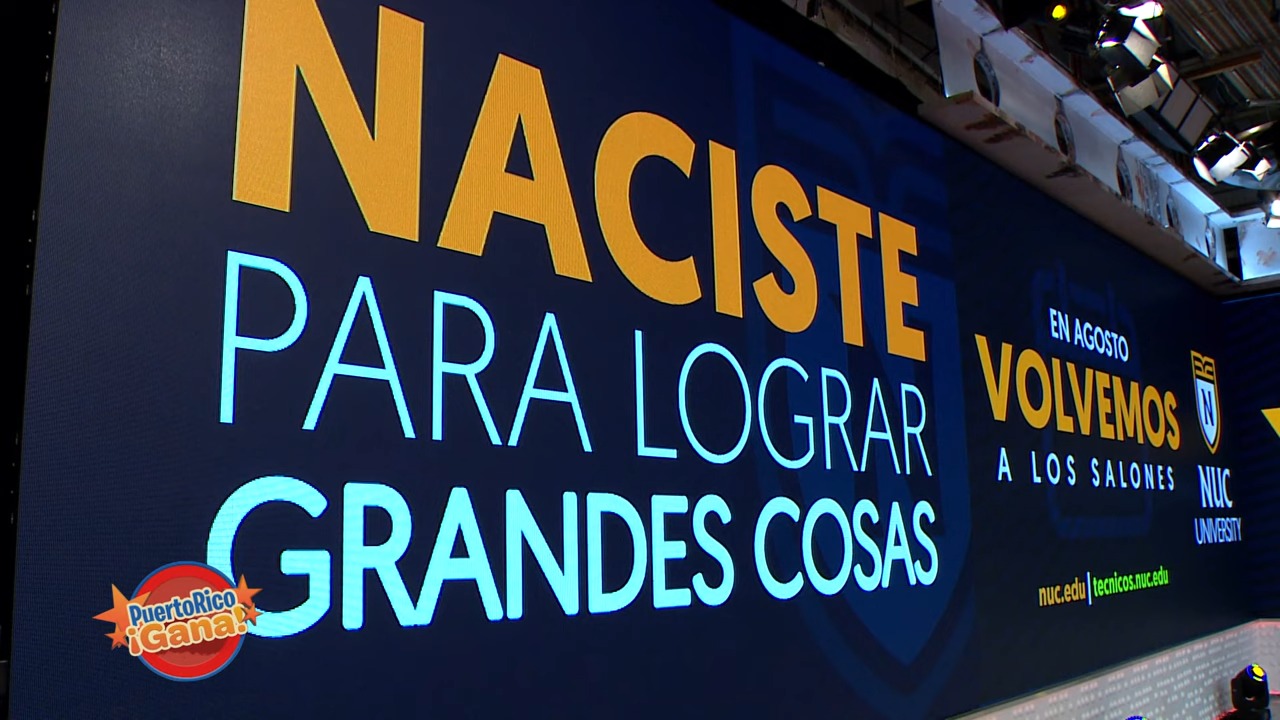 NACISTE
PARA LOGRAR
GRANDES COSAS
EN AGOSTO
VOLVEMOS
A LOS SALONES
N
NUC
UNIVERSITY
nuc.edu | tecnicos.nuc.edu
PuertoRico
¡Gana!